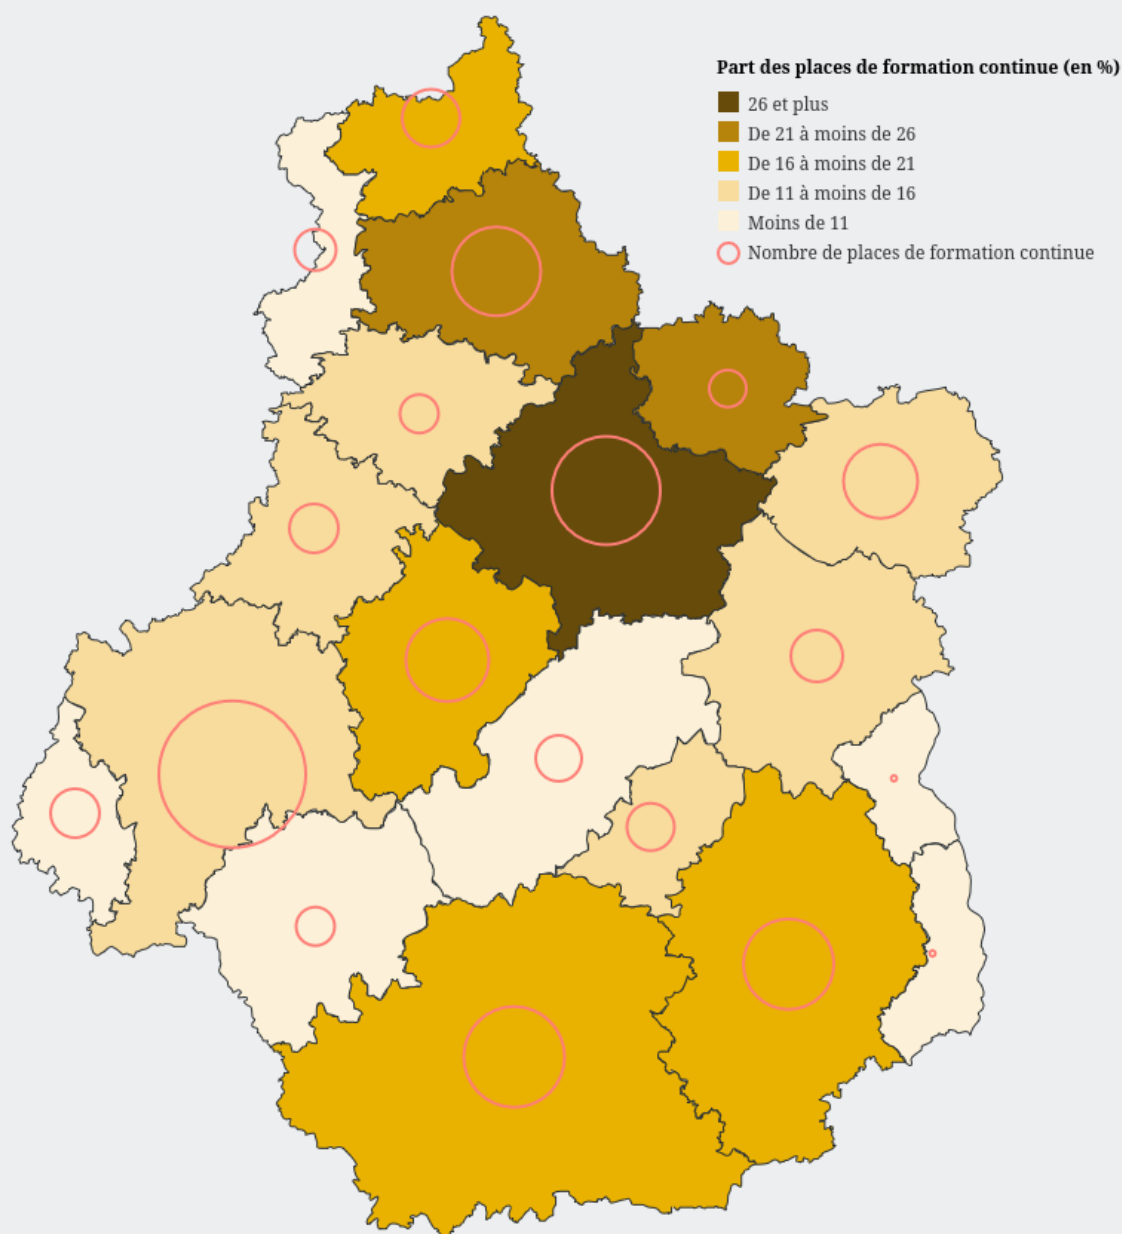 Part des places de formation continue (en %)
26 et plus
De 21 à moins de 26
De 16 à moins de 21
De 11 à moins de 16
Moins de 11
Nombre de places de formation continue